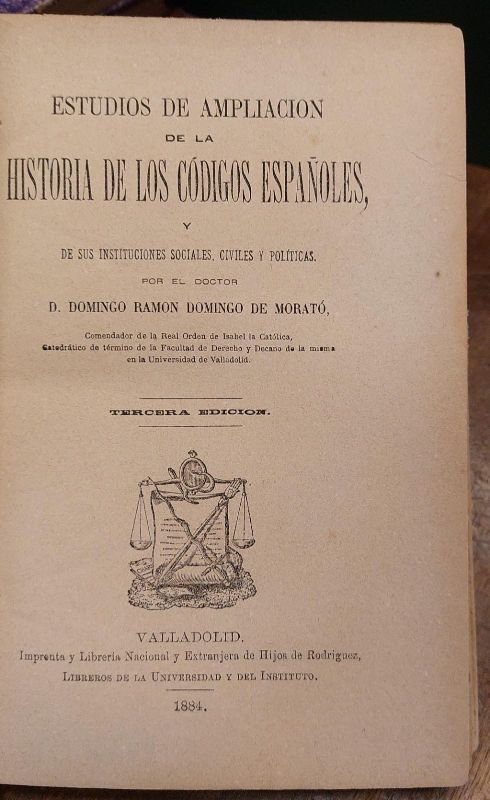 ESTUDIOS DE AMPLIACION
DE LA
HISTORIA DE LOS CÓDIGOS ESPAÑOLES,
Y
DE SUS INSTITUCIONES SOCIALES, CIVILES Y POLÍTICAS.
POR EL DOCTOR
D. DOMINGO RAMON DOMINGO DE MORATÓ,
Comendador de la Real Orden de Isabel la Católica,
Catedrático de término de la Facultad de Derecho y Decano de la misma
en la Universidad de Valladolid.
TERCERA EDICION.
VALLADOLID.
Imprenta y Librería Nacional y Extranjera de Hijos de Rodriguez,
LIBREROS DE LA UNIVERSIDAD Y DEL INSTITUTO.
1884.